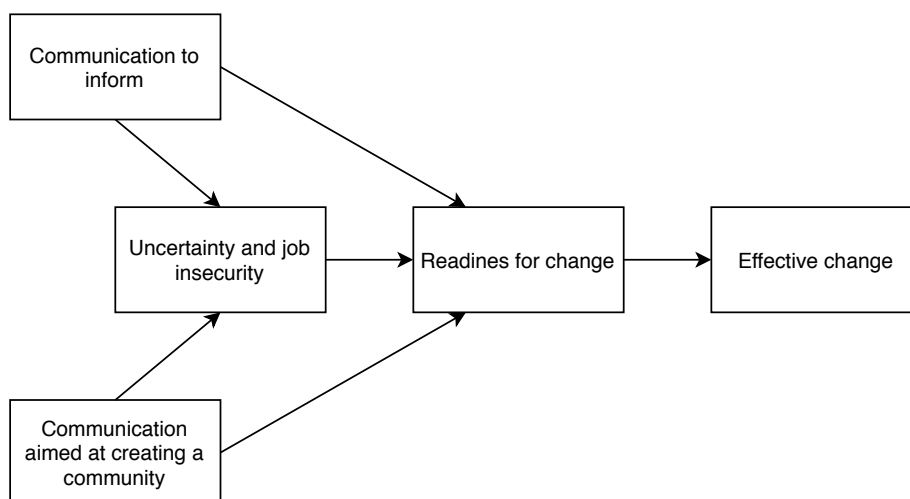 Communication to
inform
Uncertainty and job
insecurity
Readines for change
Effective change
Communication
aimed at creating a
community